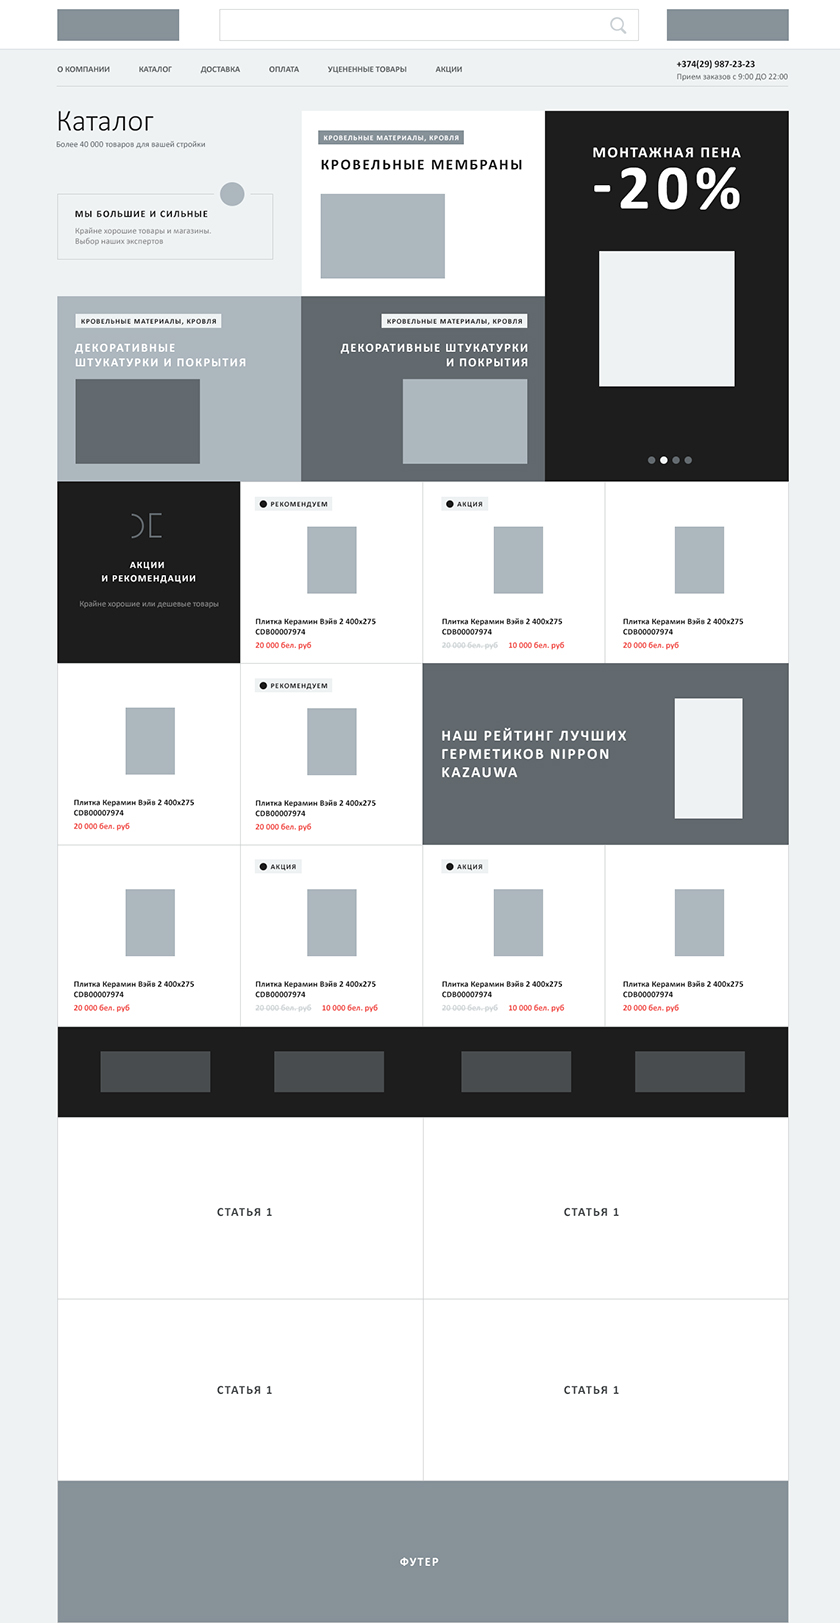 О КОМПАНИИ КАТАЛОГ ДОСТАВКА ОПЛАТА УЦЕНЕННЫЕ ТОВАРЫ АКЦИИ
+374(29) 987-23-23
Прием заказов с 9:00 ДО 22:00
Каталог
Более 40 000 товаров для вашей стройки
МЫ БОЛЬШИЕ И СИЛЬНЫЕ
Крайне хорошие товары и магазины.
Выбор наших экспертов
КРОВЕЛЬНЫЕ МАТЕРИАЛЫ, КРОВЛЯ
КРОВЕЛЬНЫЕ МЕМБРАНЫ
МОНТАЖНАЯ ПЕНА
-20%
КРОВЕЛЬНЫЕ МАТЕРИАЛЫ, КРОВЛЯ
ДЕКОРАТИВНЫЕ
ШТУКАТУРКИ И ПОКРЫТИЯ
КРОВЕЛЬНЫЕ МАТЕРИАЛЫ, КРОВЛЯ
ДЕКОРАТИВНЫЕ ШТУКАТУРКИ
И ПОКРЫТИЯ
АКЦИИ
И РЕКОМЕНДАЦИИ
Крайне хорошие или дешевые товары
РЕКОМЕНДУЕМ
Плитка Керамин Вэйв 2 400x275
CDB00007974
20 000 бел. руб
АКЦИЯ
Плитка Керамин Вэйв 2 400x275
CDB00007974
20 000 бел. руб 10 000 бел. руб
Плитка Керамин Вэйв 2 400x275
CDB00007974
20 000 бел. руб
Плитка Керамин Вэйв 2 400x275
CDB00007974
20 000 бел. руб
РЕКОМЕНДУЕМ
Плитка Керамин Вэйв 2 400x275
CDB00007974
20 000 бел. руб
НАШ РЕЙТИНГ ЛУЧШИХ
ГЕРМЕТИКОВ NIPPON
KAZAUWA
Плитка Керамин Вэйв 2 400x275
CDB00007974
20 000 бел. руб
АКЦИЯ
Плитка Керамин Вэйв 2 400x275
CDB00007974
20 000 бел. руб 10 000 бел. руб
АКЦИЯ
Плитка Керамин Вэйв 2 400x275
CDB00007974
20 000 бел. руб 10 000 бел. руб
Плитка Керамин Вэйв 2 400x275
CDB00007974
20 000 бел. руб
СТАТЬЯ 1
СТАТЬЯ 1
СТАТЬЯ 1
СТАТЬЯ 1
ФУТЕР